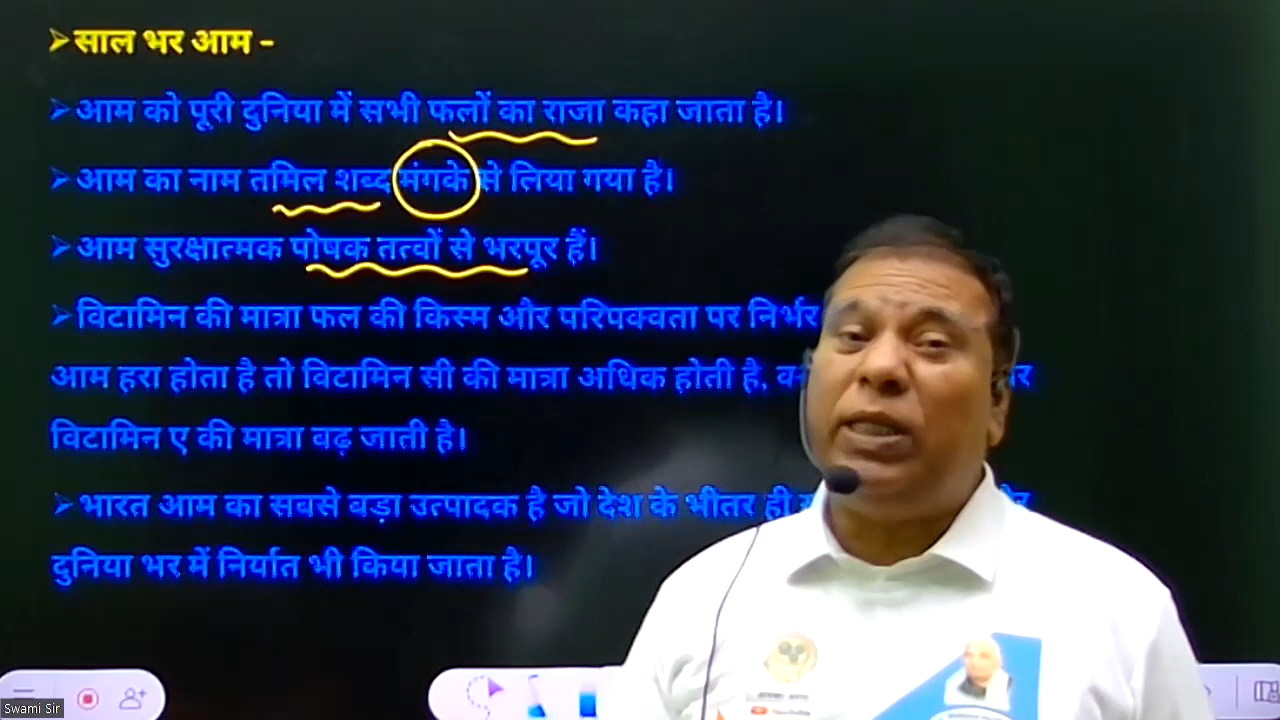 ➢साल भर आम -
➢आम को पूरी दुनिया में सभी फलों का राजा कहा जाता है।
➢आम का नाम तमिल शब्द मंगके से लिया गया है।
➢आम सुरक्षात्मक पोषक तत्वों से भरपूर हैं।
➢विटामिन की मात्रा फल की किस्म और परिपक्वता पर निर्भर
आम हरा होता है तो विटामिन सी की मात्रा अधिक होती है,
विटामिन ए की मात्रा बढ़ जाती है।
➢भारत आम का सबसे बड़ा उत्पादक है जो देश के भीतर ही
दुनिया भर में निर्यात भी किया जाता है।
Swami Sir